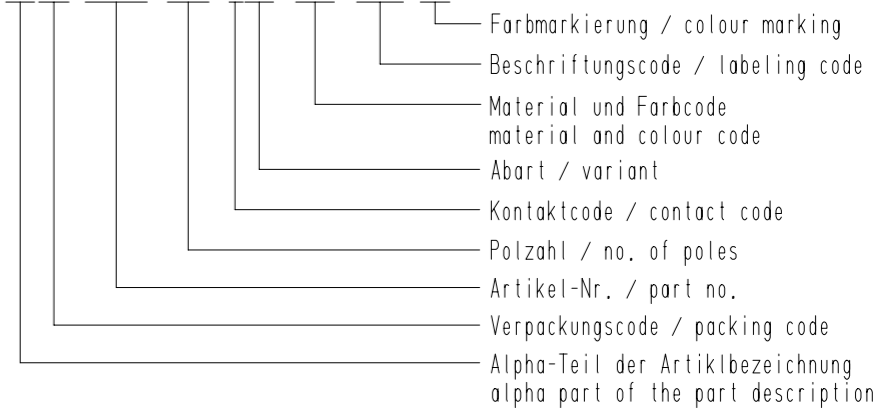 Farbmarkierung / colour marking
Beschriftungscode / labeling code
Material und Farbcode
material and colour code
Abart / variant
Kontaktcode / contact code
Polzahl / no. of poles
Artikel-Nr. / part no.
Verpackungscode / packing code
Alpha-Teil der Artiklbezeichnung
alpha part of the part description